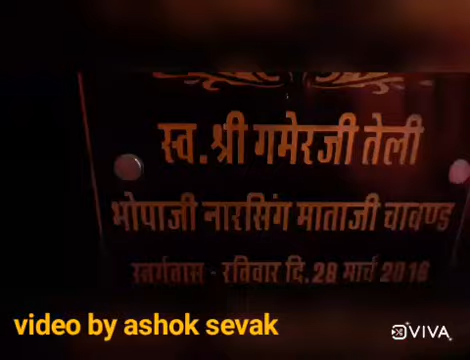 स्व.श्री गमेरजी तेली
भोपाजी नारसिंग माताजी चावण्ड
स्वर्गवास - रविवार दि.28 मार्च 2016
video by ashok sevak
VIVA